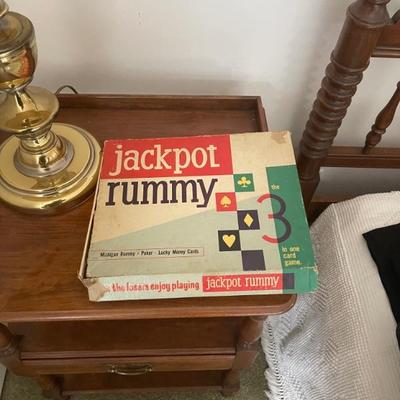 jackpot
rummy
the
3
in one
card
game.
Michigan Rummy • Poker • Lucky Money Cards
the losers enjoy playing jackpot rummy